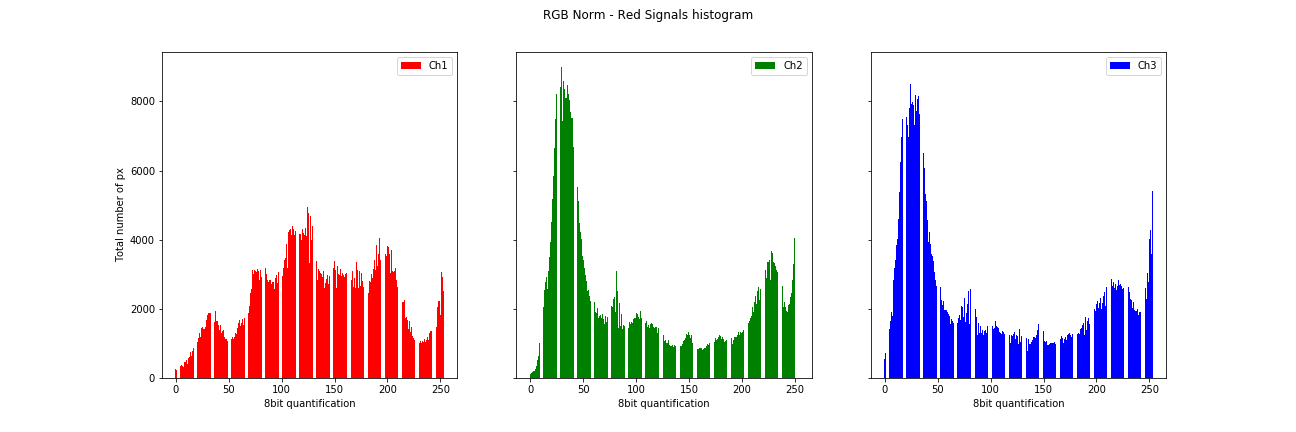 RGB Norm - Red Signals histogram
Total number of px
8000
6000
4000
2000
0
Ch1
0 50 100 150 200 250
8bit quantification
Ch2
0 50 100 150 200 250
8bit quantification
Ch3
0 50 100 150 200 250
8bit quantification